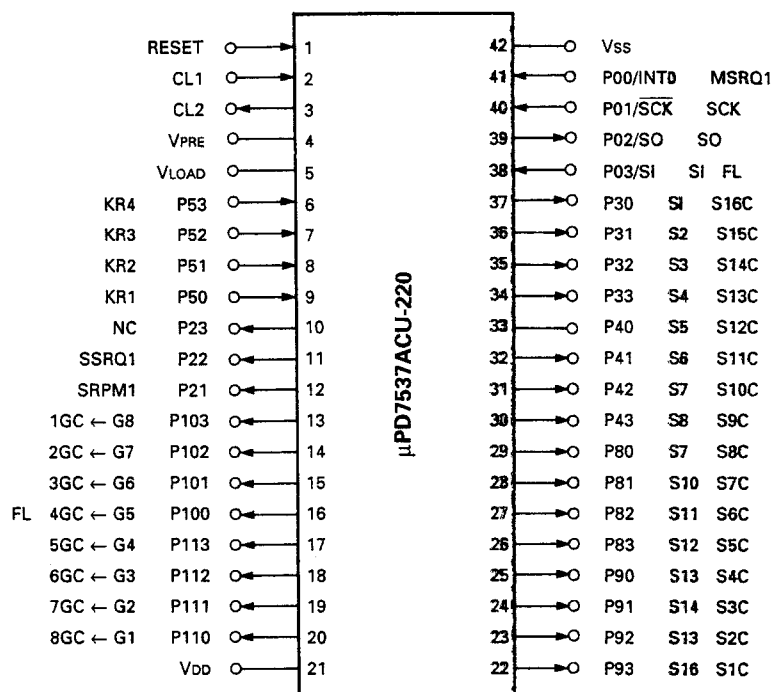 RESET 1 42 Vss
CL1 2 41 P00/INT0 MSRQ1
CL2 3 40 P01/SCK SCK
VPRE 4 39 P02/SO SO
VLOAD 5 38 P03/SI SI FL
KR4 P53 6 37 P30 SI S16C
KR3 P52 7 36 P31 S2 S15C
KR2 P51 8 35 P32 S3 S14C
KR1 P50 9 34 P33 S4 S13C
NC P23 10 33 P40 S5 S12C
SSRQ1 P22 11 32 P41 S6 S11C
SRPM1 P21 12 31 P42 S7 S10C
1GC ← G8 P103 13 30 P43 S8 S9C
2GC ← G7 P102 14 29 P80 S7 S8C
3GC ← G6 P101 15 28 P81 S10 S7C
FL 4GC ← G5 P100 16 27 P82 S11 S6C
5GC ← G4 P113 17 26 P83 S12 S5C
6GC ← G3 P112 18 25 P90 S13 S4C
7GC ← G2 P111 19 24 P91 S14 S3C
8GC ← G1 P110 20 23 P92 S13 S2C
VDD 21 22 P93 S16 S1C
μPD7537ACU-220